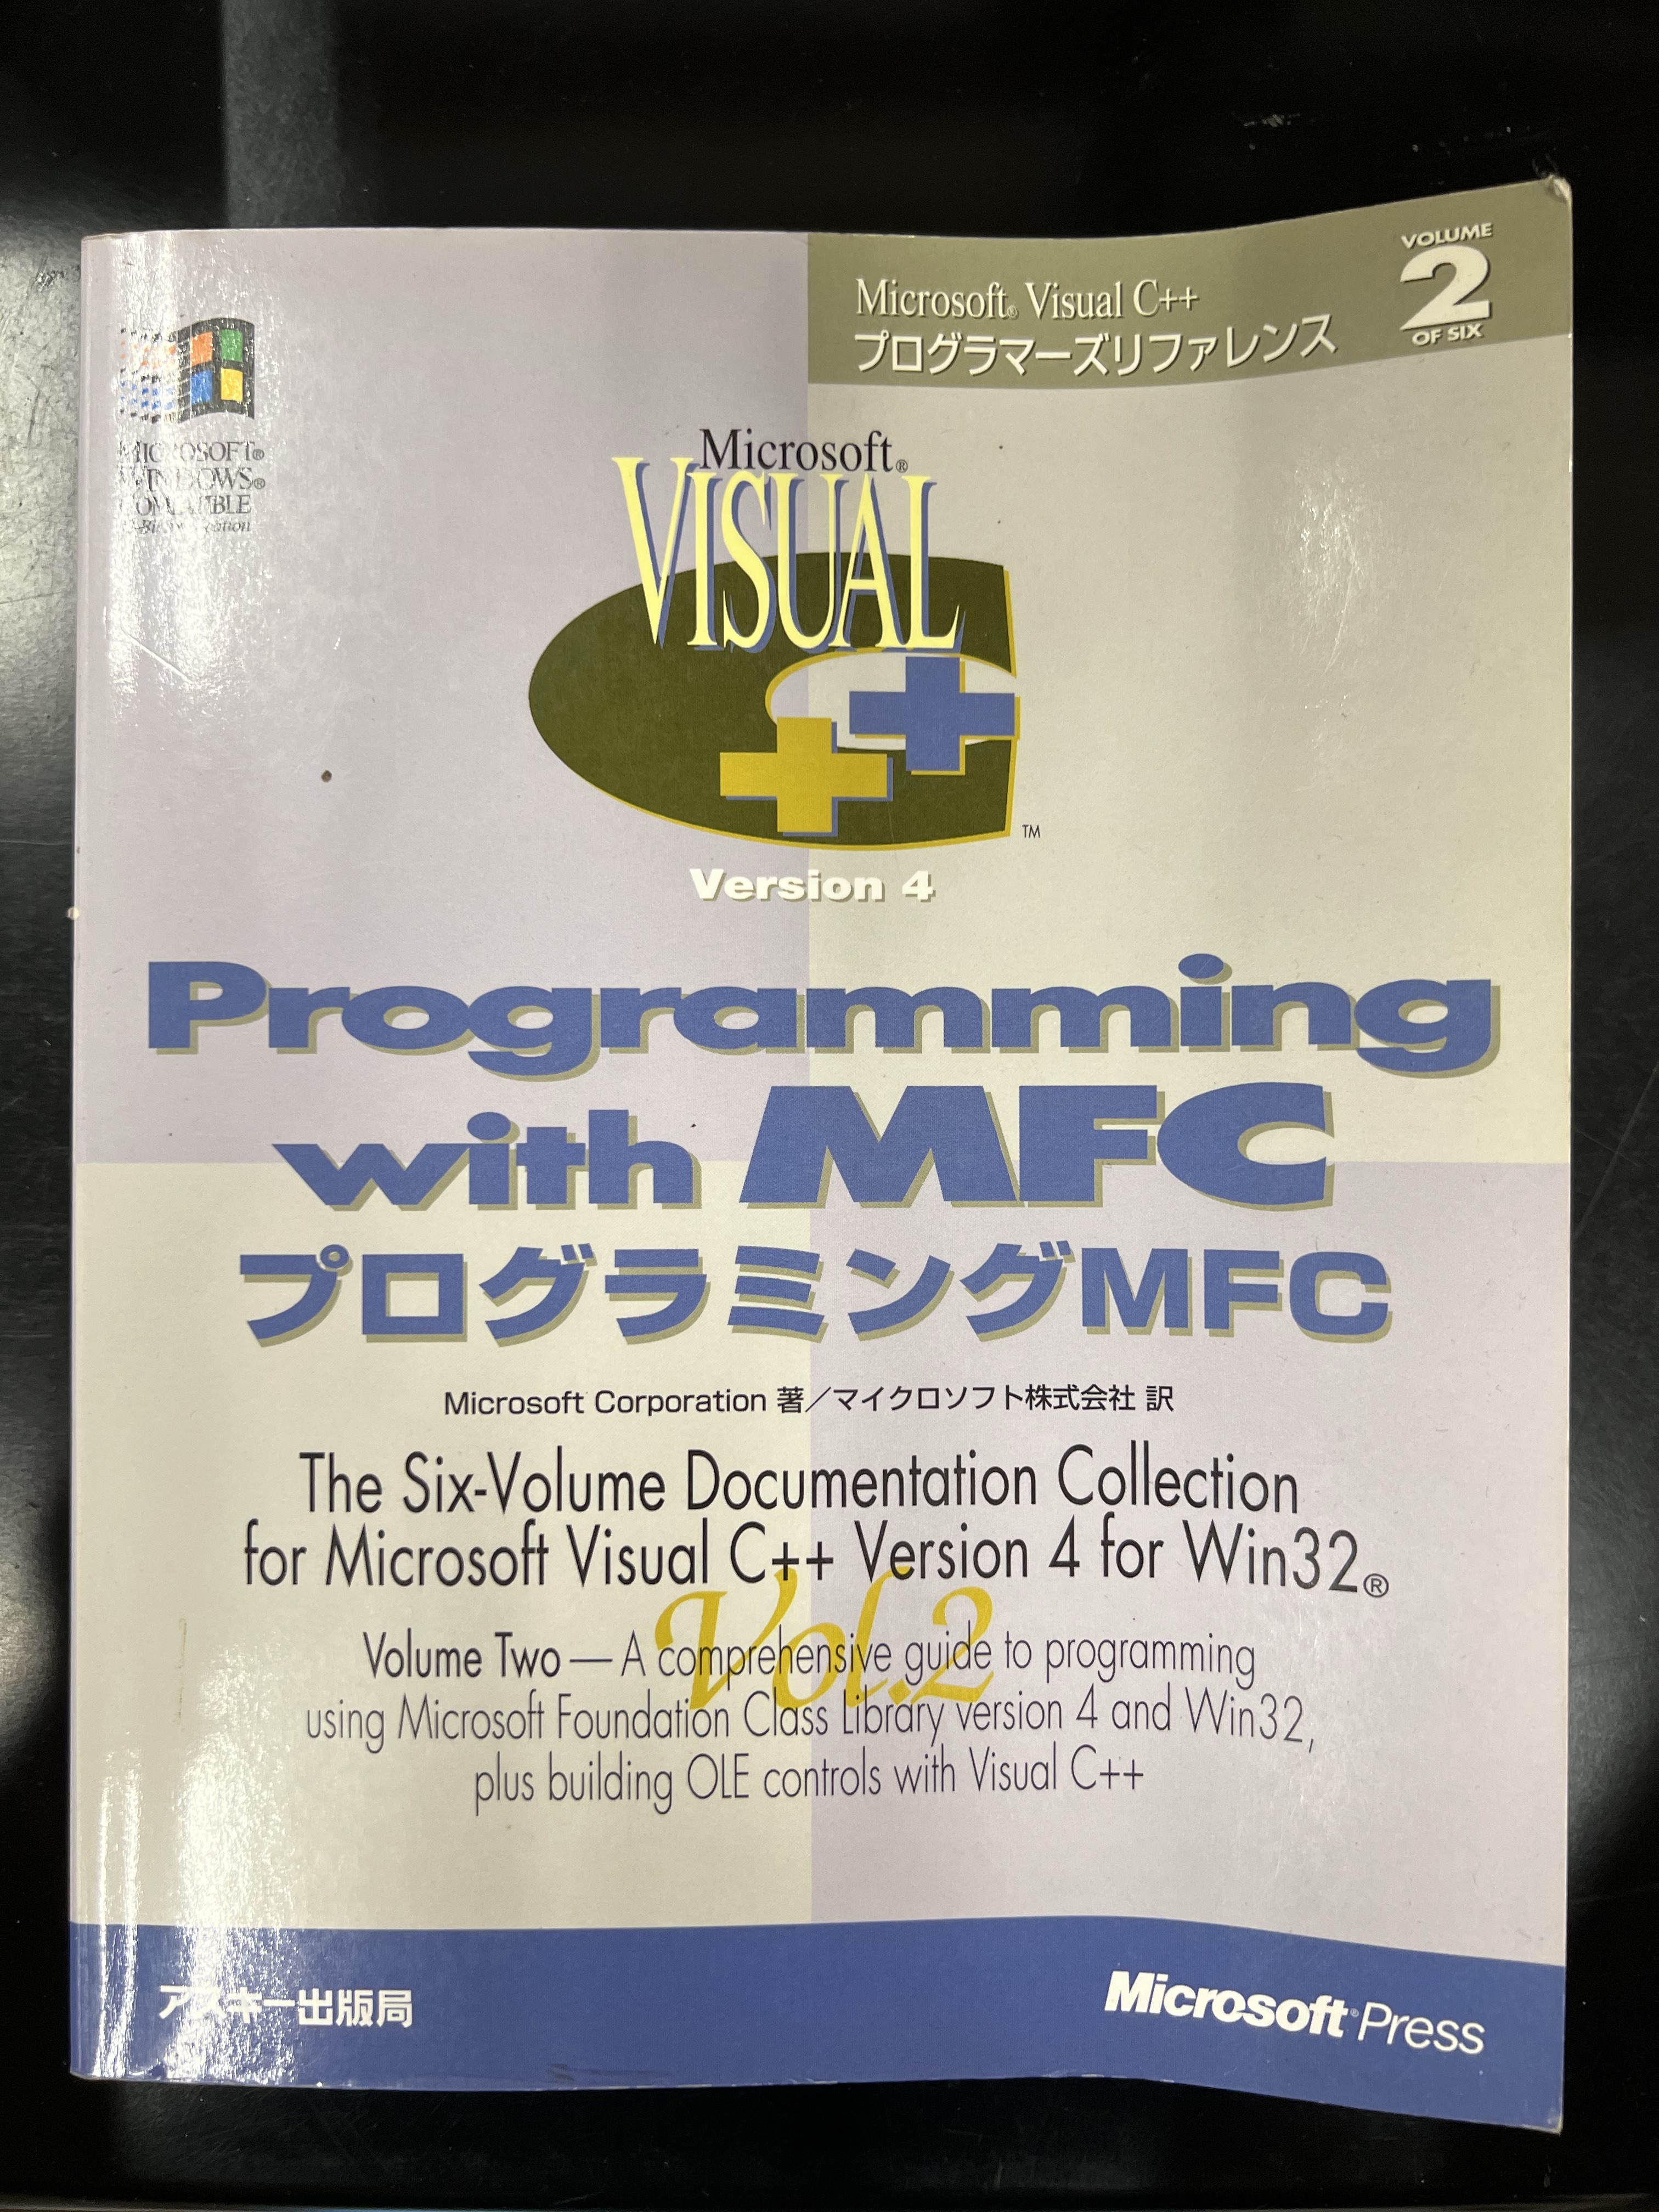 Microsoft® Visual C++
プログラマーズリファレンス
VOLUME
2
OF SIX
MICROSOFT®
WINDOWS®
COMPATIBLE
Microsoft®
VISUAL
C++
TM
Version 4
Programming
with MFC
プログラミングMFC
Microsoft Corporation 著／マイクロソフト株式会社 訳
The Six-Volume Documentation Collection
for Microsoft Visual C++ Version 4 for Win32®
Vol.2
Volume Two—A comprehensive guide to programming
using Microsoft Foundation Class Library version 4 and Win32,
plus building OLE controls with Visual C++
アスキー出版局
Microsoft® Press